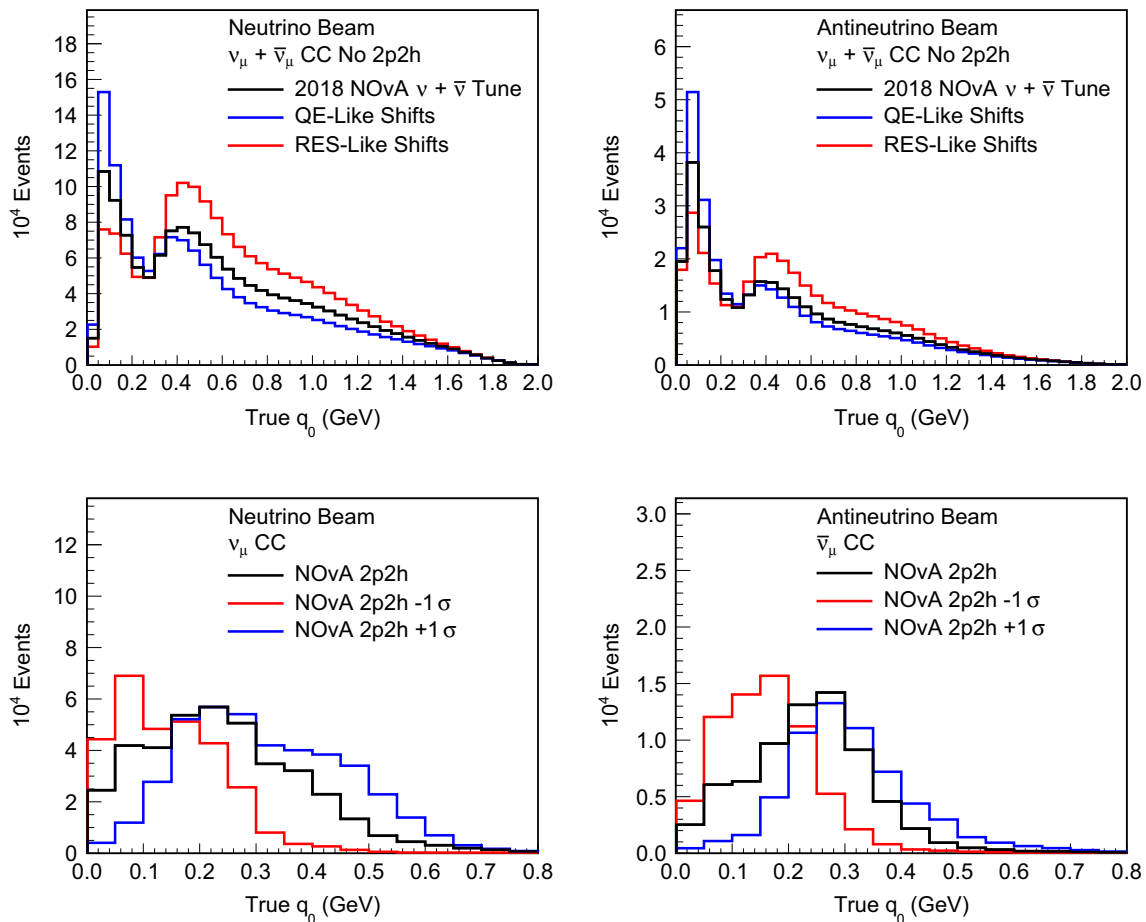 Neutrino Beam
ν_μ + ν̄_μ CC No 2p2h
2018 NOvA ν + ν̄ Tune
QE-Like Shifts
RES-Like Shifts
10⁴ Events
18
16
14
12
10
8
6
4
2
0
0.0 0.2 0.4 0.6 0.8 1.0 1.2 1.4 1.6 1.8 2.0
True q₀ (GeV)
Antineutrino Beam
ν_μ + ν̄_μ CC No 2p2h
2018 NOvA ν + ν̄ Tune
QE-Like Shifts
RES-Like Shifts
10⁴ Events
6
5
4
3
2
1
0
0.0 0.2 0.4 0.6 0.8 1.0 1.2 1.4 1.6 1.8 2.0
True q₀ (GeV)
Neutrino Beam
ν_μ CC
NOvA 2p2h
NOvA 2p2h -1 σ
NOvA 2p2h +1 σ
10⁴ Events
12
10
8
6
4
2
0
0.0 0.1 0.2 0.3 0.4 0.5 0.6 0.7 0.8
True q₀ (GeV)
Antineutrino Beam
ν̄_μ CC
NOvA 2p2h
NOvA 2p2h -1 σ
NOvA 2p2h +1 σ
10⁴ Events
3.0
2.5
2.0
1.5
1.0
0.5
0.0
0.0 0.1 0.2 0.3 0.4 0.5 0.6 0.7 0.8
True q₀ (GeV)